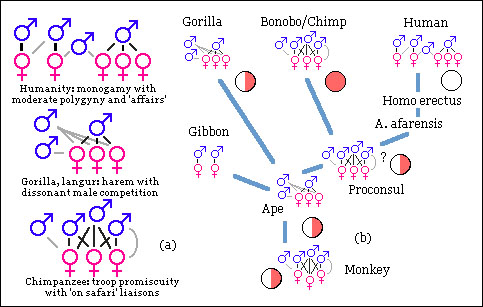 Humanity: monogamy with
moderate polygyny and 'affairs'
Gorilla, langur: harem with
dissonant male competition
Chimpanzee: troop promiscuity
with 'on safari' liaisons
(a)
Gorilla
Bonobo/Chimp
Human
Homo erectus
A. afarensis
Gibbon
?
Proconsul
Ape
(b)
Monkey